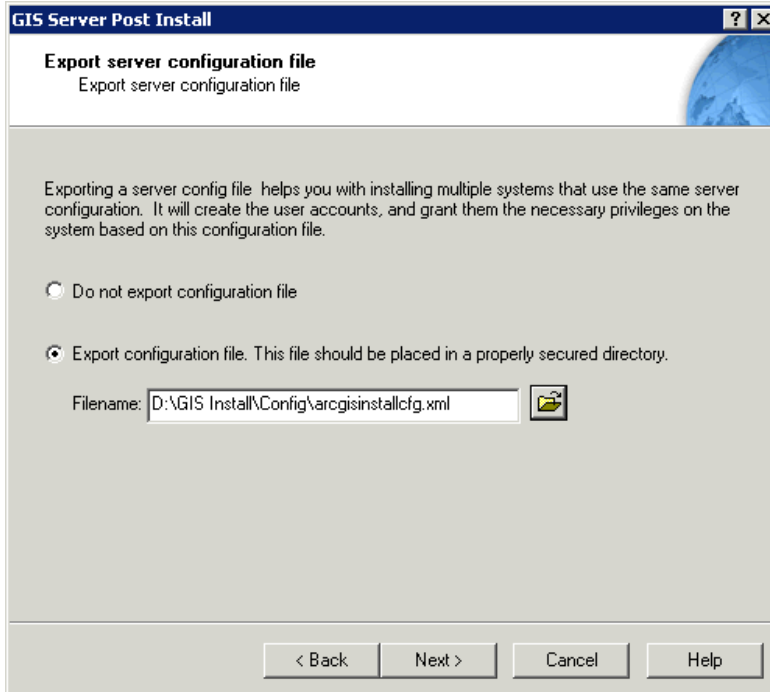 GIS Server Post Install
Export server configuration file
Export server configuration file
Exporting a server config file helps you with installing multiple systems that use the same server
configuration. It will create the user accounts, and grant them the necessary privileges on the
system based on this configuration file.
Do not export configuration file
Export configuration file. This file should be placed in a properly secured directory.
Filename: D:\GIS Install\Config\arcgisinstallcfg.xml
< Back Next > Cancel Help